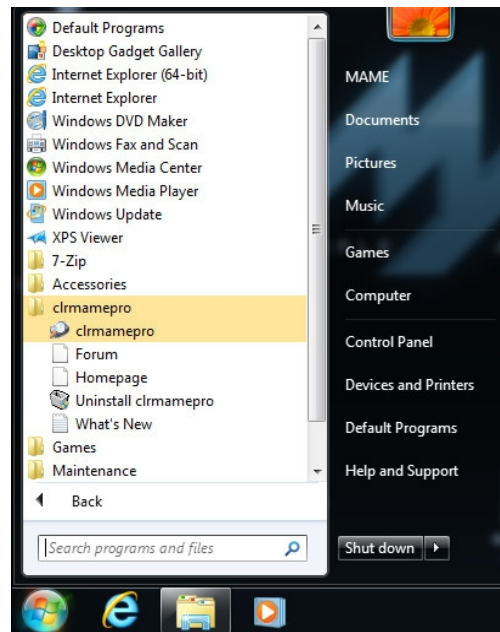 Default Programs
Desktop Gadget Gallery
Internet Explorer (64-bit)
Internet Explorer
Windows DVD Maker
Windows Fax and Scan
Windows Media Center
Windows Media Player
Windows Update
XPS Viewer
7-Zip
Accessories
clrmamepro
clrmamepro
Forum
Homepage
Uninstall clrmamepro
What's New
Games
Maintenance
Back
Search programs and files
MAME
Documents
Pictures
Music
Games
Computer
Control Panel
Devices and Printers
Default Programs
Help and Support
Shut down